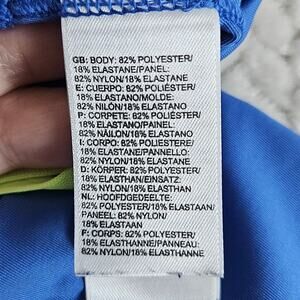 GB: BODY: 82% POLYESTER/
18% ELASTANE/PANEL:
82% NYLON/18% ELASTANE
E: CUERPO: 82% POLIÉSTER/
18% ELASTANO/MOLDE:
82% NILÓN/18% ELASTANO
P: CORPETE: 82% POLIÉSTER/
18% ELASTANO/PAINEL:
82% NÁILON/18% ELASTANO
I: CORPO: 82% POLIESTERE/
18% ELASTANE/PANNELLO:
82% NYLON/18% ELASTANE
D: KÖRPER: 82% POLYESTER/
18% ELASTHAN/EINSATZ:
82% NYLON/18% ELASTHAN
NL: HOOFDGEDEELTE:
82% POLYESTER/18% ELASTAAN/
PANEEL: 82% NYLON/
18% ELASTAAN
F: CORPS: 82% POLYESTER/
18% ELASTHANNE/PANNEAU:
82% NYLON/18% ELASTHANNE